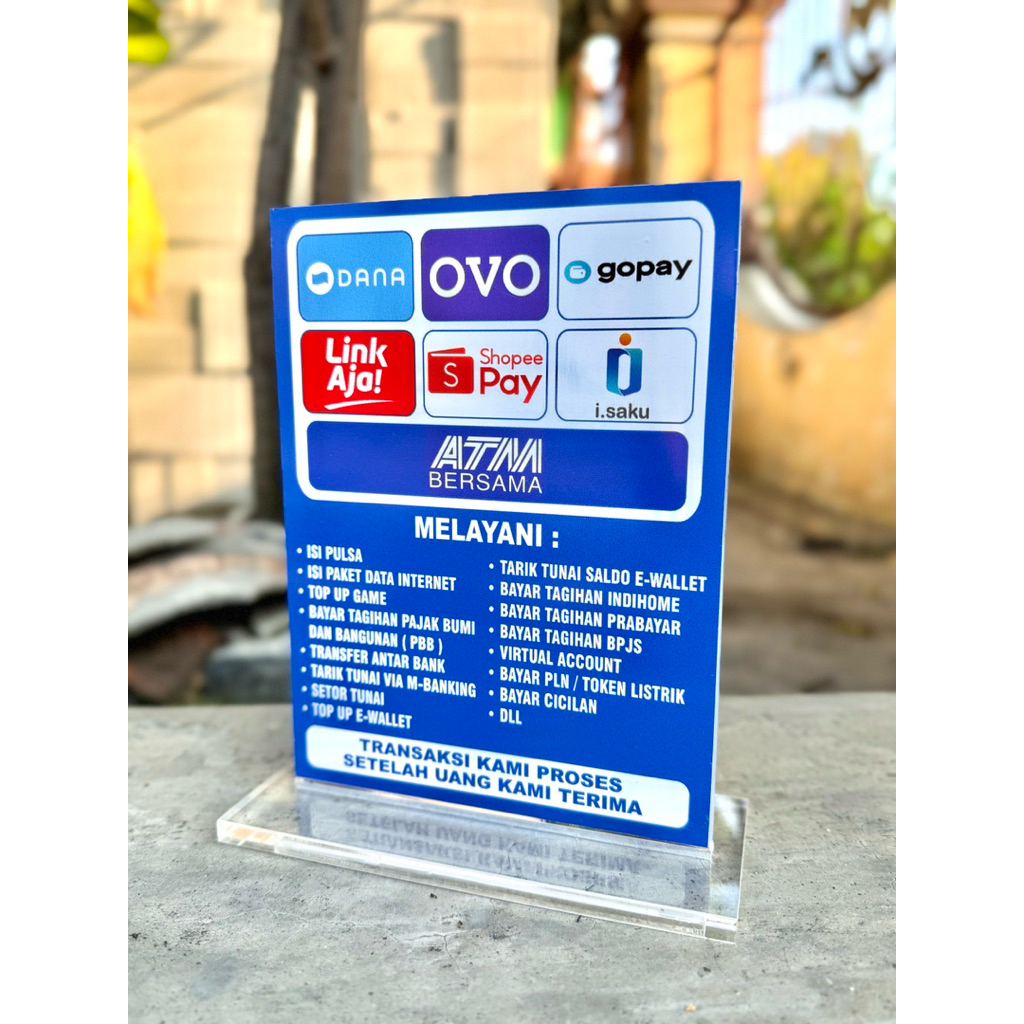 DANA
OVO
gopay
Link
Aja!
S
Shopee
Pay
i.saku
ATM
BERSAMA
MELAYANI :
• ISI PULSA
• ISI PAKET DATA INTERNET
• TOP UP GAME
• BAYAR TAGIHAN PAJAK BUMI
DAN BANGUNAN ( PBB )
• TRANSFER ANTAR BANK
• TARIK TUNAI VIA M-BANKING
• SETOR TUNAI
• TOP UP E-WALLET
• TARIK TUNAI SALDO E-WALLET
• BAYAR TAGIHAN INDIHOME
• BAYAR TAGIHAN PRABAYAR
• BAYAR TAGIHAN BPJS
• VIRTUAL ACCOUNT
• BAYAR PLN / TOKEN LISTRIK
• BAYAR CICILAN
• DLL
TRANSAKSI KAMI PROSES
SETELAH UANG KAMI TERIMA